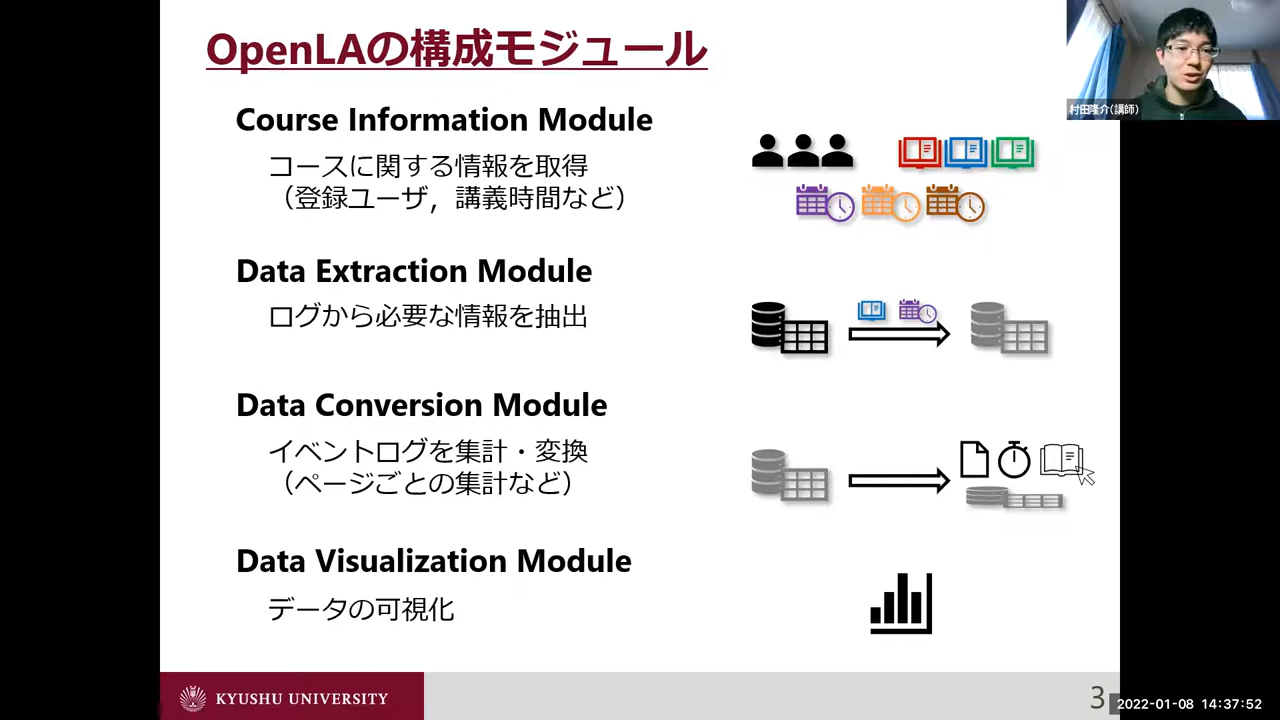 OpenLAの構成モジュール
村田隆介(講師)
Course Information Module
コースに関する情報を取得
（登録ユーザ，講義時間など）
Data Extraction Module
ログから必要な情報を抽出
Data Conversion Module
イベントログを集計・変換
（ページごとの集計など）
Data Visualization Module
データの可視化
KYUSHU UNIVERSITY
3
2022-01-08 14:37:52